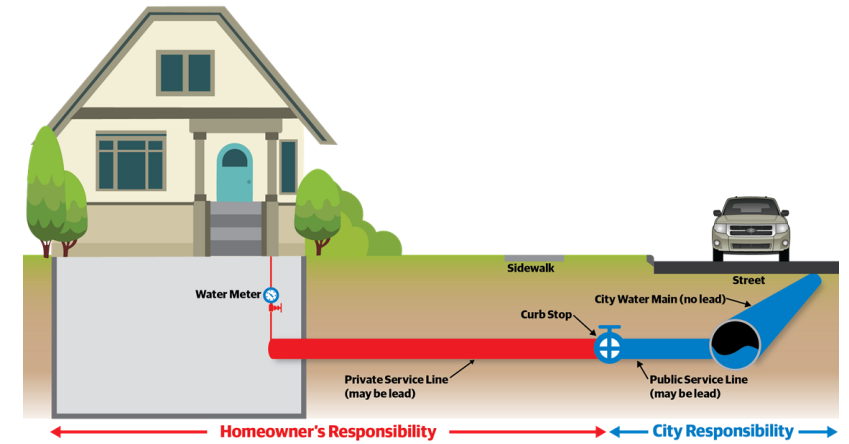 Sidewalk
Street
Water Meter
City Water Main (no lead)
Curb Stop
Private Service Line
(may be lead)
Public Service Line
(may be lead)
Homeowner's Responsibility
City Responsibility